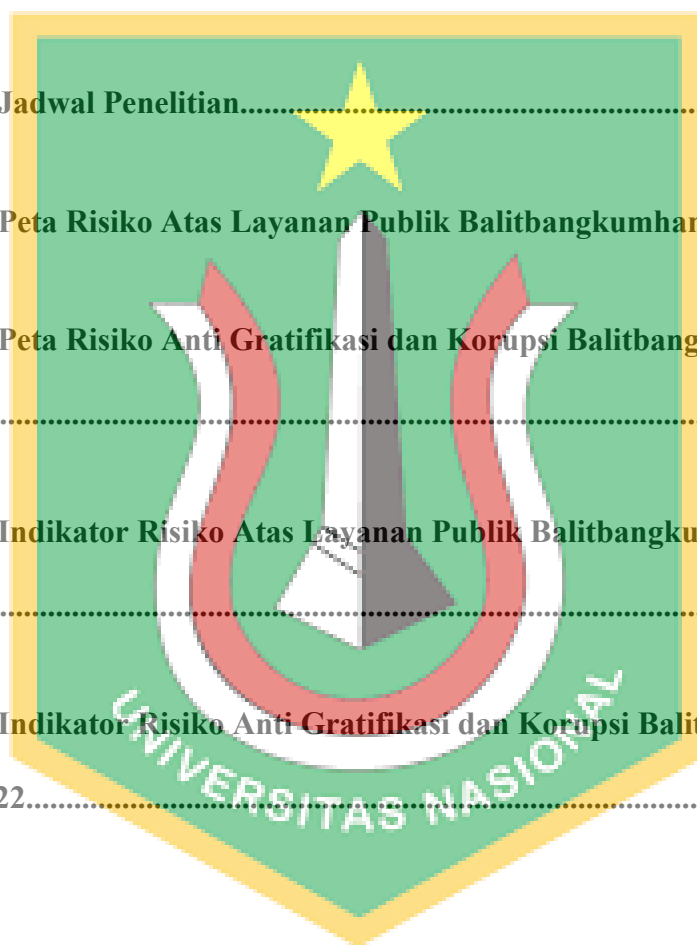 Jadwal Penelitian........................................................
Peta Risiko Atas Layanan Publik Balitbangkumham
Peta Risiko Anti Gratifikasi dan Korupsi Balitbang
........................................................................................
Indikator Risiko Atas Layanan Publik Balitbangku
........................................................................................
Indikator Risiko Anti Gratifikasi dan Korupsi Balit
22....................................................................................
UNIVERSITAS NASIONAL